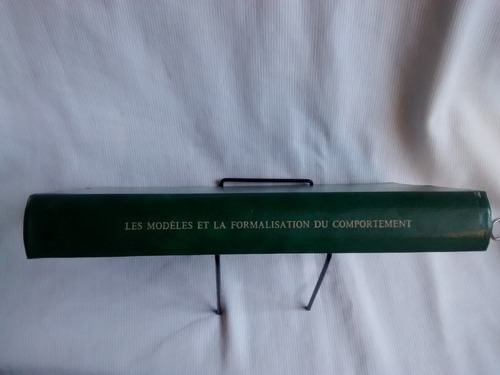 LES MODÈLES ET LA FORMALISATION DU COMPORTEMENT